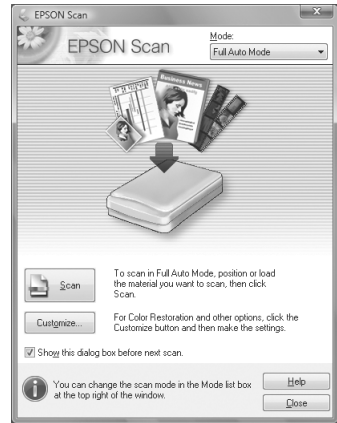 EPSON Scan
EPSON Scan
Mode:
Full Auto Mode
Business News
Scan
To scan in Full Auto Mode, position or load
the material you want to scan, then click
Scan.
Customize...
For Color Restoration and other options, click the
Customize button and then make the settings.
Show this dialog box before next scan.
You can change the scan mode in the Mode list box
at the top right of the window.
Help
Close